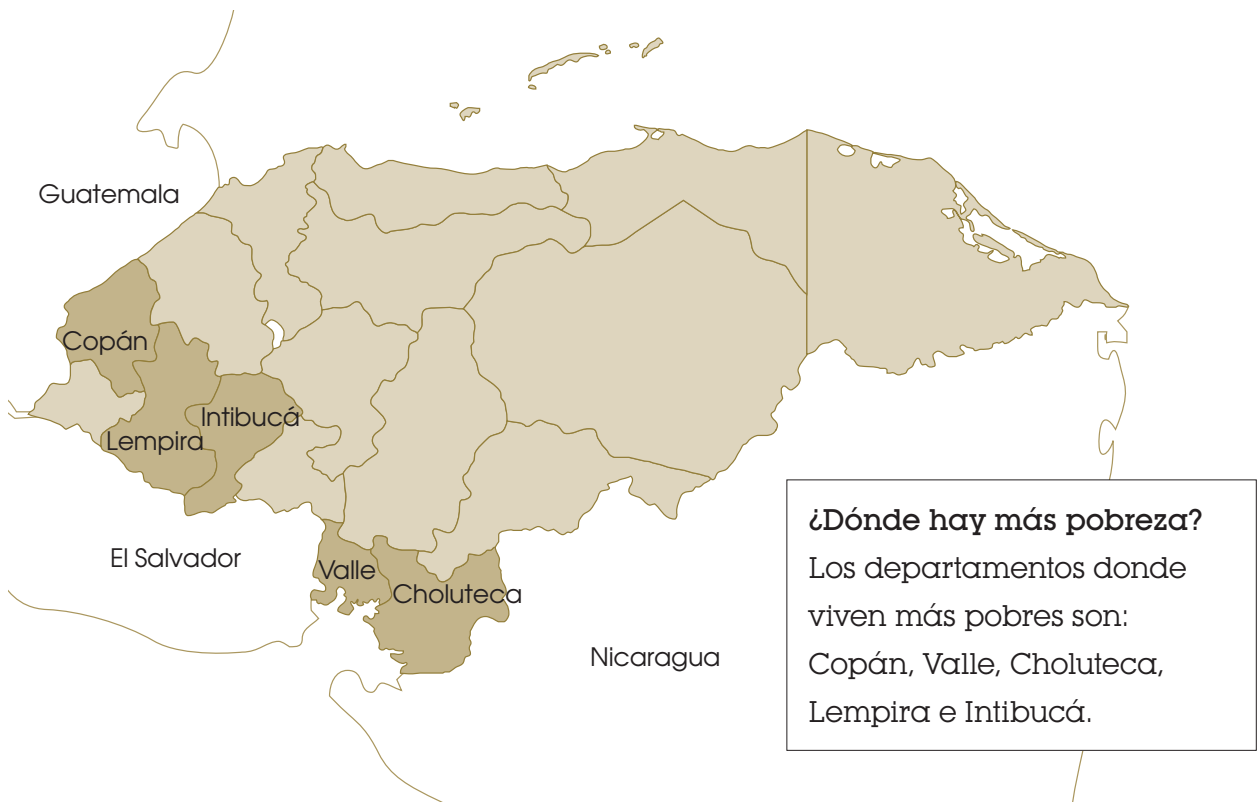 Guatemala
Copán
Intibucá
Lempira
El Salvador
Valle
Choluteca
Nicaragua
¿Dónde hay más pobreza?
Los departamentos donde
viven más pobres son:
Copán, Valle, Choluteca,
Lempira e Intibucá.